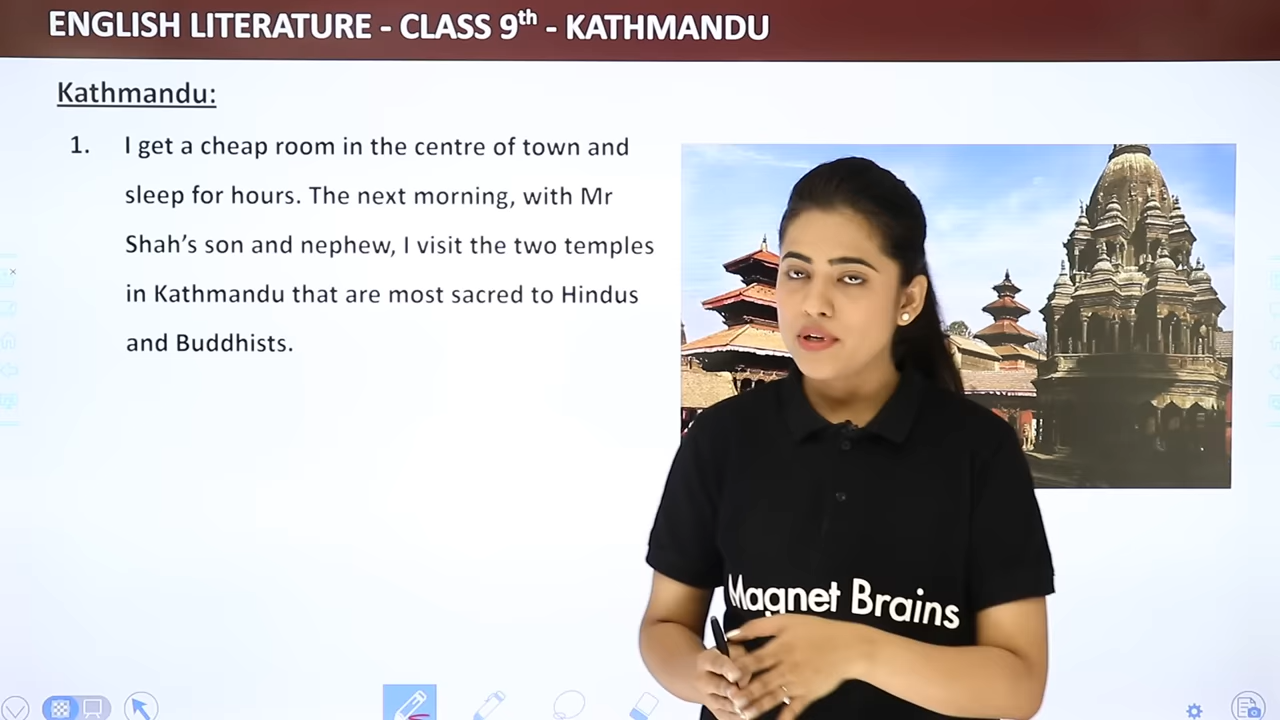 ENGLISH LITERATURE - CLASS 9th - KATHMANDU
Kathmandu:
1. I get a cheap room in the centre of town and
sleep for hours. The next morning, with Mr
Shah's son and nephew, I visit the two temples
in Kathmandu that are most sacred to Hindus
and Buddhists.
Magnet Brains